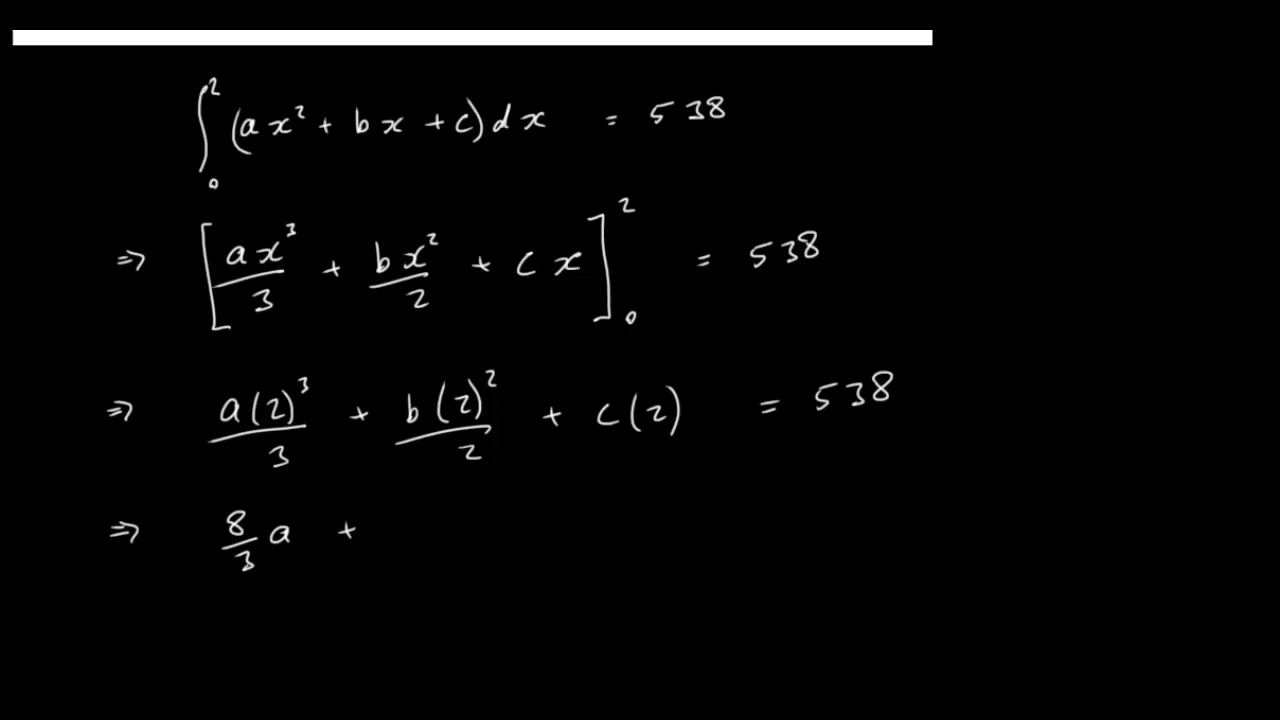 ∫₀² (ax² + bx + c) dx = 538
⇒ [ax³/3 + bx²/2 + cx]₀² = 538
⇒ a(2)³/3 + b(2)²/2 + c(2) = 538
⇒ 8/3 a +